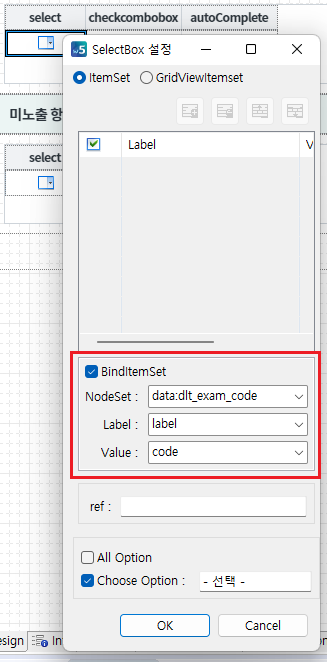 select checkcombobox autoComplete
W5 SelectBox 설정
ItemSet GridViewItemset
미노출 항
select
Label V
BindItemSet
NodeSet : data:dlt_exam_code
Label : label
Value : code
ref :
All Option
Choose Option : - 선택 -
OK Cancel
esign In